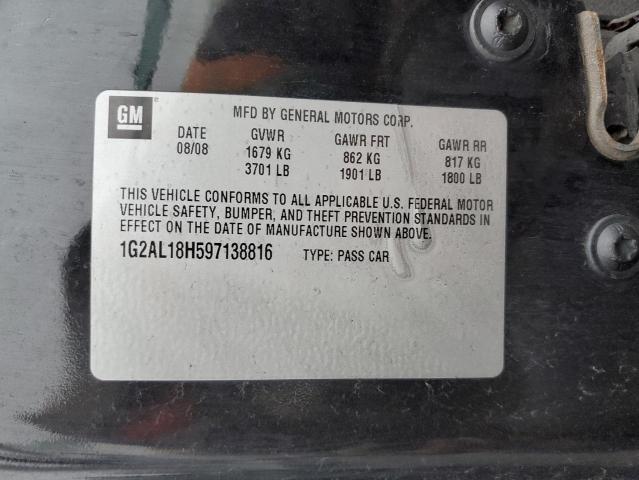 GM
MFD BY GENERAL MOTORS CORP.
DATE GVWR GAWR FRT GAWR RR
08/08 1679 KG 862 KG 817 KG
3701 LB 1901 LB 1800 LB
THIS VEHICLE CONFORMS TO ALL APPLICABLE U.S. FEDERAL MOTOR
VEHICLE SAFETY, BUMPER, AND THEFT PREVENTION STANDARDS IN
EFFECT ON THE DATE OF MANUFACTURE SHOWN ABOVE.
1G2AL18H597138816 TYPE: PASS CAR